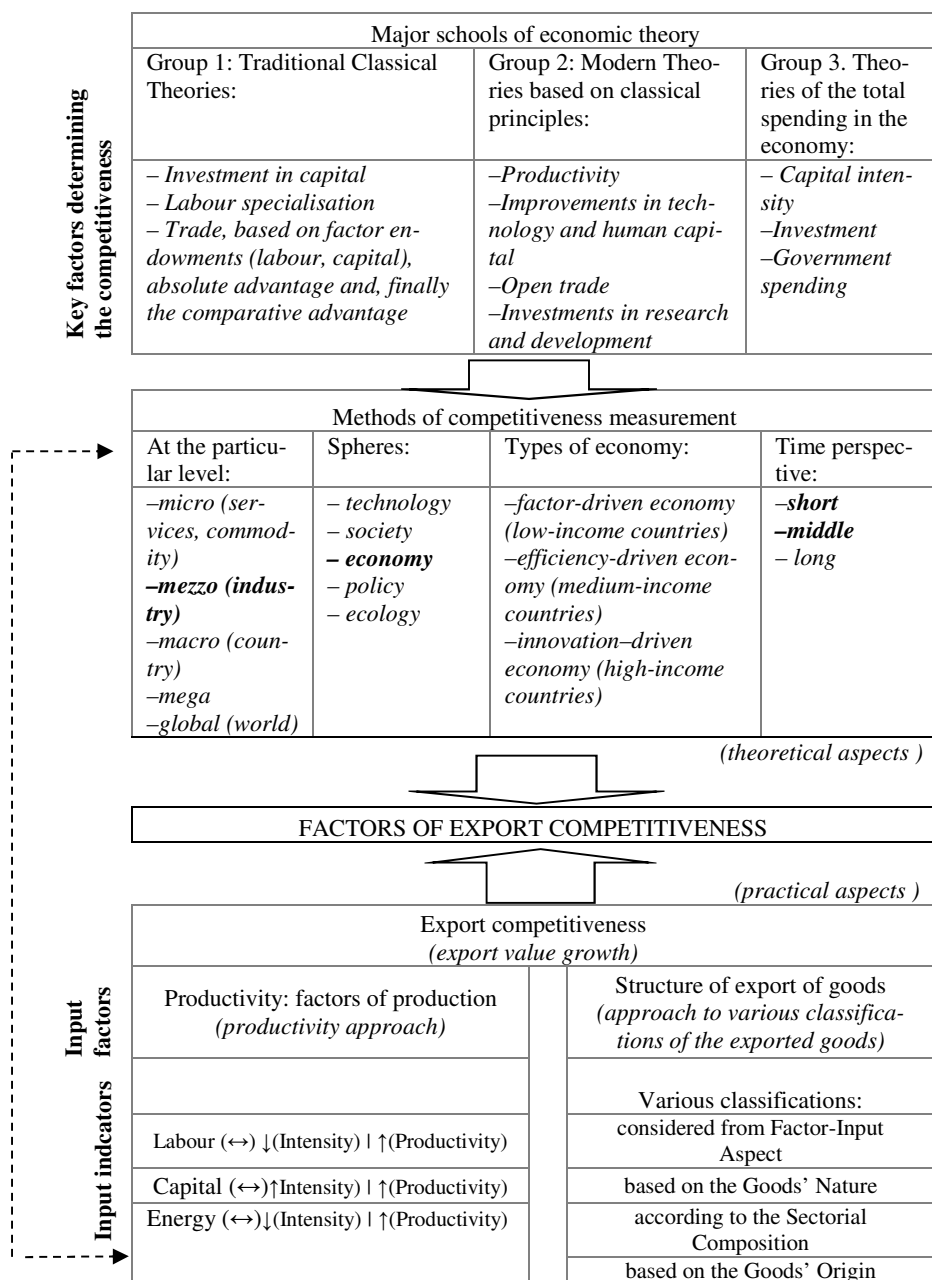 Major schools of economic theory
Key factors determining
the competitiveness
Group 1: Traditional Classical
Theories:
Group 2: Modern Theo-
ries based on classical
principles:
Group 3. Theo-
ries of the total
spending in the
economy:
– Investment in capital
– Labour specialisation
– Trade, based on factor en-
dowments (labour, capital),
absolute advantage and, finally
the comparative advantage
–Productivity
–Improvements in tech-
nology and human capi-
tal
–Open trade
–Investments in research
and development
– Capital inten-
sity
–Investment
–Government
spending
Methods of competitiveness measurement
At the particu-
lar level:
Spheres:
Types of economy:
Time perspec-
tive:
–micro (ser-
vices, commod-
ity)
–mezzo (indus-
try)
–macro (coun-
try)
–mega
–global (world)
– technology
– society
– economy
– policy
– ecology
–factor-driven economy
(low-income countries)
–efficiency-driven econ-
omy (medium-income
countries)
–innovation–driven
economy (high-income
countries)
–short
–middle
– long
(theoretical aspects )
FACTORS OF EXPORT COMPETITIVENESS
(practical aspects )
Export competitiveness
(export value growth)
Input
factors
Productivity: factors of production
(productivity approach)
Structure of export of goods
(approach to various classifica-
tions of the exported goods)
Input indcators
Various classifications:
Labour (↔) ↓(Intensity) | ↑(Productivity)
considered from Factor-Input
Aspect
Capital (↔)↑Intensity) | ↑(Productivity)
based on the Goods' Nature
Energy (↔)↓(Intensity) | ↑(Productivity)
according to the Sectorial
Composition
based on the Goods' Origin